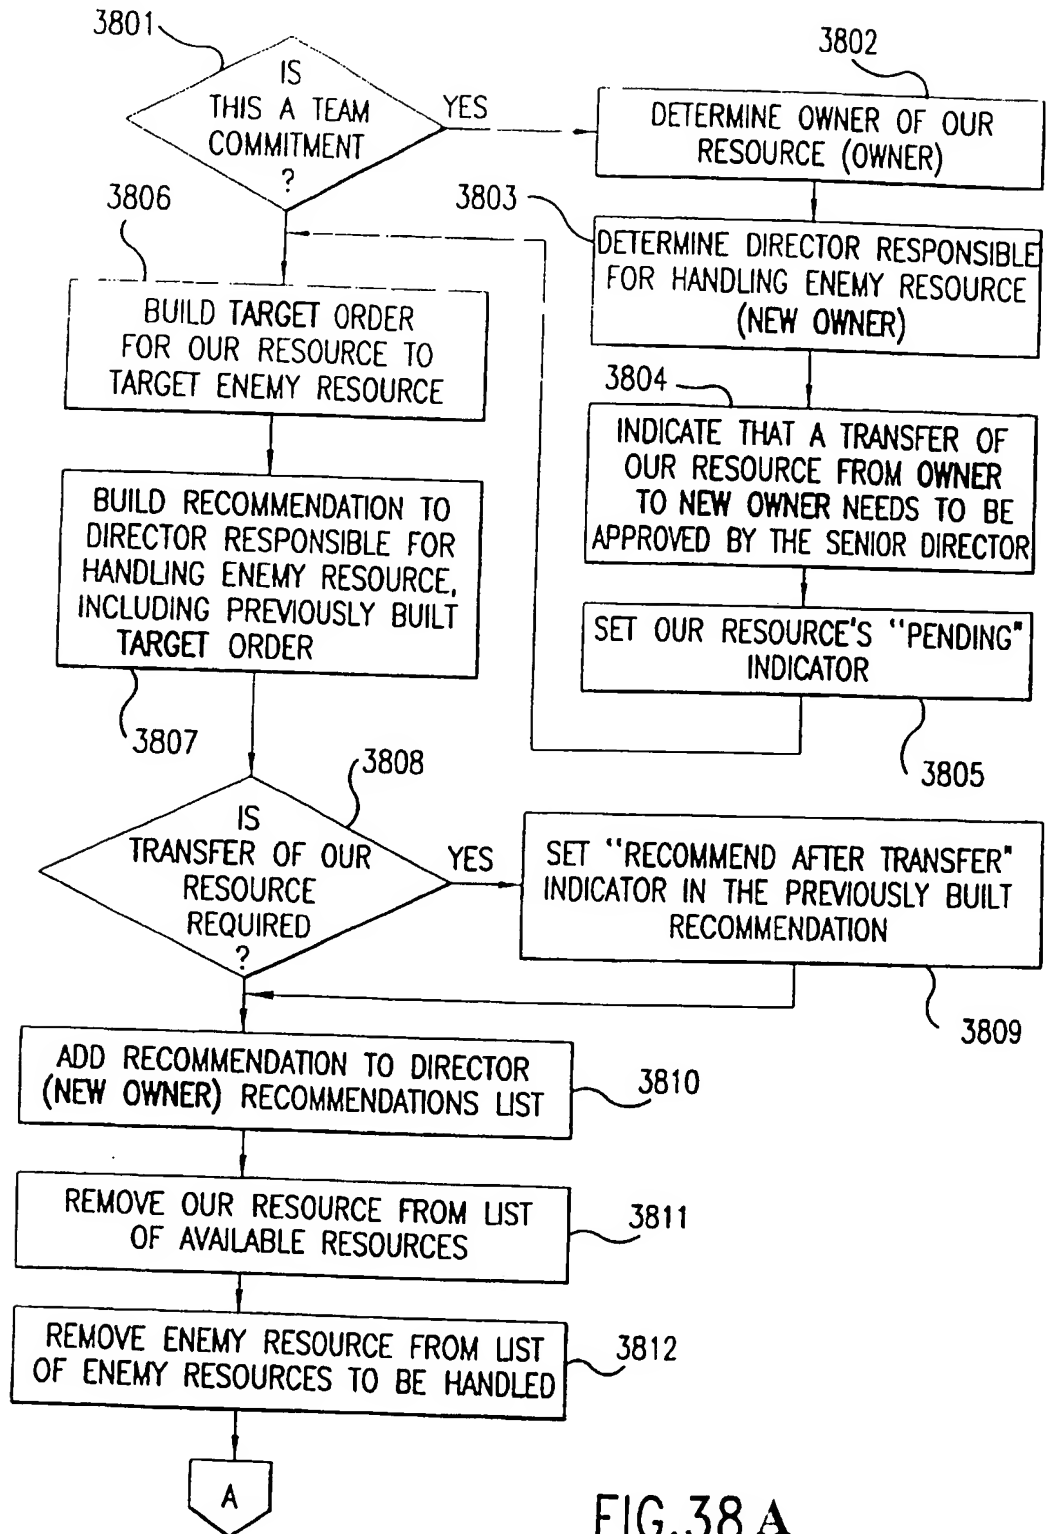 3801
IS
THIS A TEAM
COMMITMENT
?
YES
3802
DETERMINE OWNER OF OUR
RESOURCE (OWNER)
3803
DETERMINE DIRECTOR RESPONSIBLE
FOR HANDLING ENEMY RESOURCE
(NEW OWNER)
3804
INDICATE THAT A TRANSFER OF
OUR RESOURCE FROM OWNER
TO NEW OWNER NEEDS TO BE
APPROVED BY THE SENIOR DIRECTOR
SET OUR RESOURCE'S "PENDING"
INDICATOR
3805
3806
BUILD TARGET ORDER
FOR OUR RESOURCE TO
TARGET ENEMY RESOURCE
BUILD RECOMMENDATION TO
DIRECTOR RESPONSIBLE FOR
HANDLING ENEMY RESOURCE,
INCLUDING PREVIOUSLY BUILT
TARGET ORDER
3807
3808
IS
TRANSFER OF OUR
RESOURCE
REQUIRED
?
YES
SET "RECOMMEND AFTER TRANSFER"
INDICATOR IN THE PREVIOUSLY BUILT
RECOMMENDATION
3809
ADD RECOMMENDATION TO DIRECTOR
(NEW OWNER) RECOMMENDATIONS LIST
3810
REMOVE OUR RESOURCE FROM LIST
OF AVAILABLE RESOURCES
3811
REMOVE ENEMY RESOURCE FROM LIST
OF ENEMY RESOURCES TO BE HANDLED
3812
A
FIG.38 A